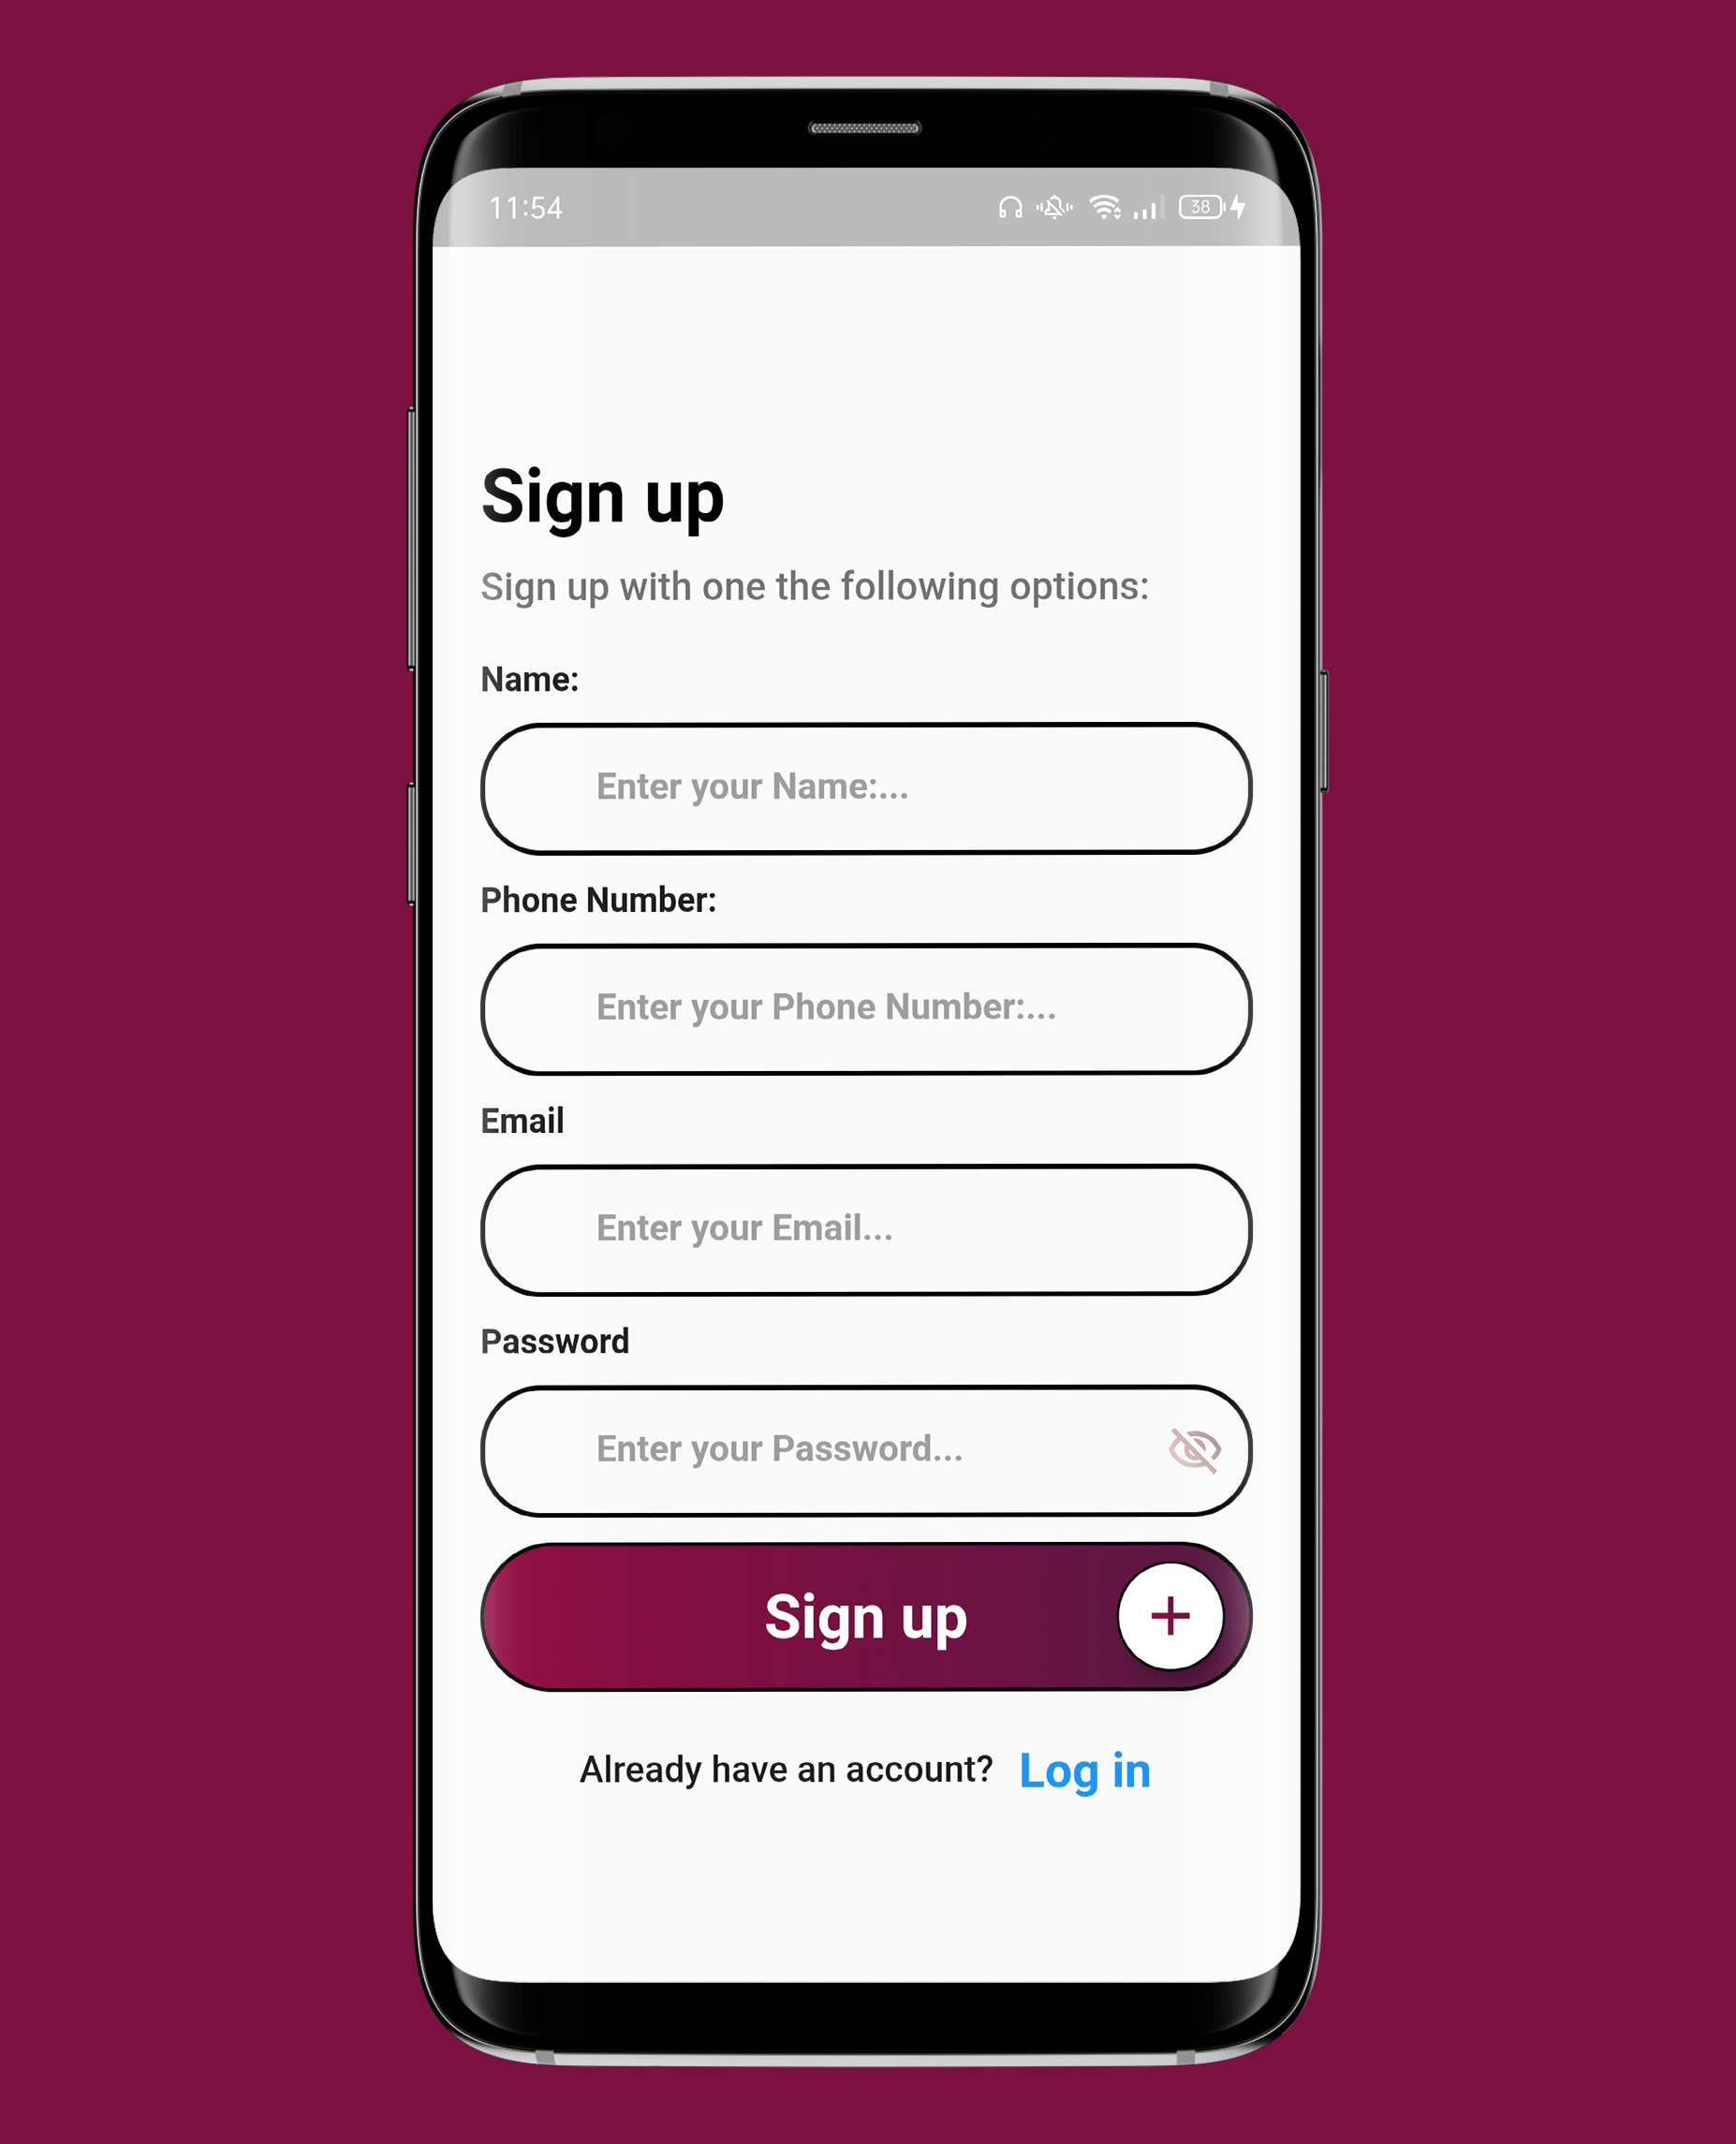 11:54
38
Sign up
Sign up with one the following options:
Name:
Enter your Name:...
Phone Number:
Enter your Phone Number:...
Email
Enter your Email...
Password
Enter your Password...
Sign up
Already have an account? Log in